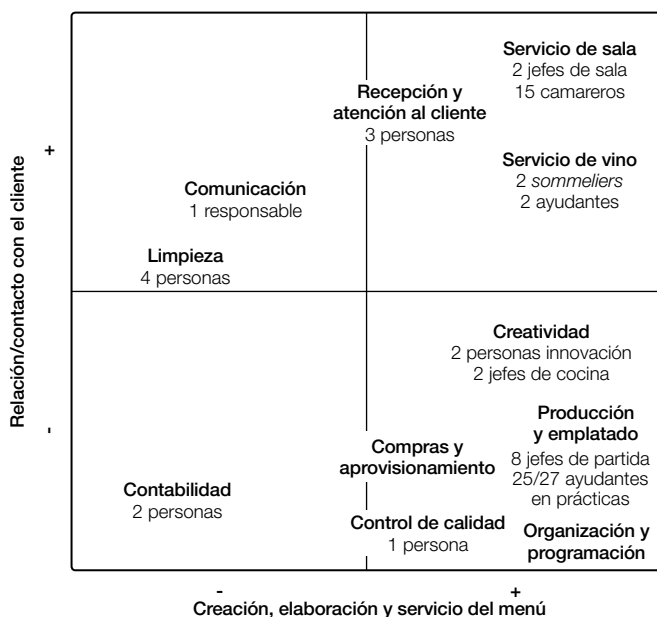 Servicio de sala
2 jefes de sala
15 camareros
Recepción y
atención al cliente
3 personas
Servicio de vino
2 sommeliers
2 ayudantes
Comunicación
1 responsable
Limpieza
4 personas
Relación/contacto con el cliente
+
-
Creatividad
2 personas innovación
2 jefes de cocina
Producción
y emplatado
8 jefes de partida
25/27 ayudantes
en prácticas
Compras y
aprovisionamiento
Contabilidad
2 personas
Control de calidad
1 persona
Organización y
programación
-
+
Creación, elaboración y servicio del menú